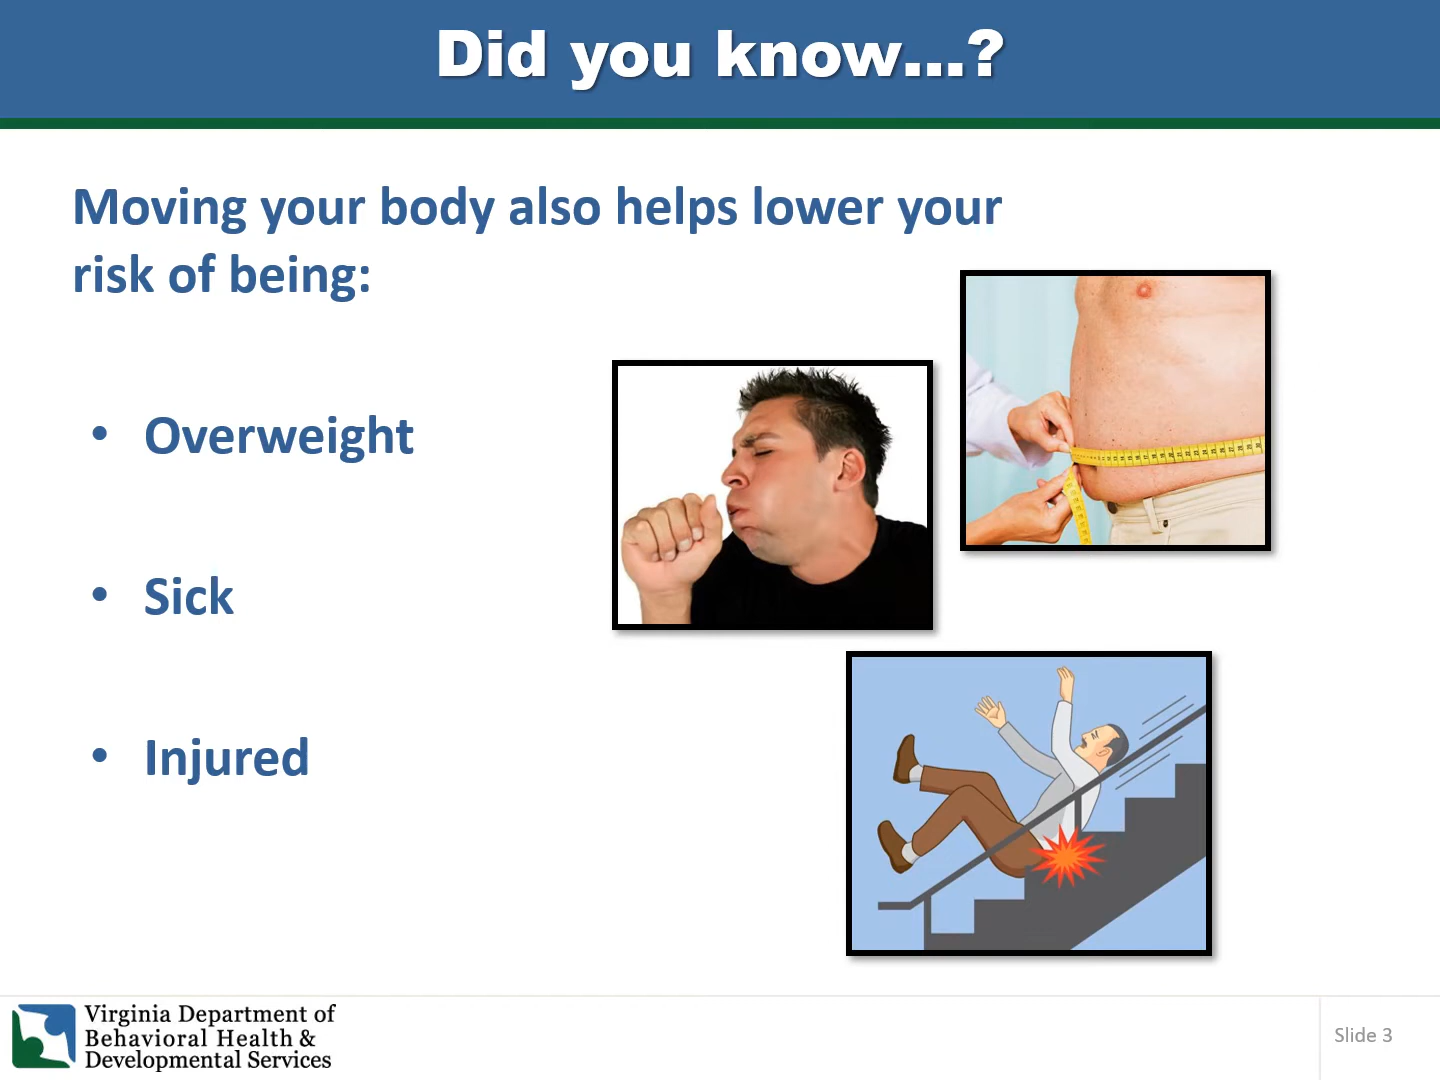 Did you know...?
Moving your body also helps lower your
risk of being:
• Overweight
• Sick
• Injured
Virginia Department of
Behavioral Health &
Developmental Services
Slide 3